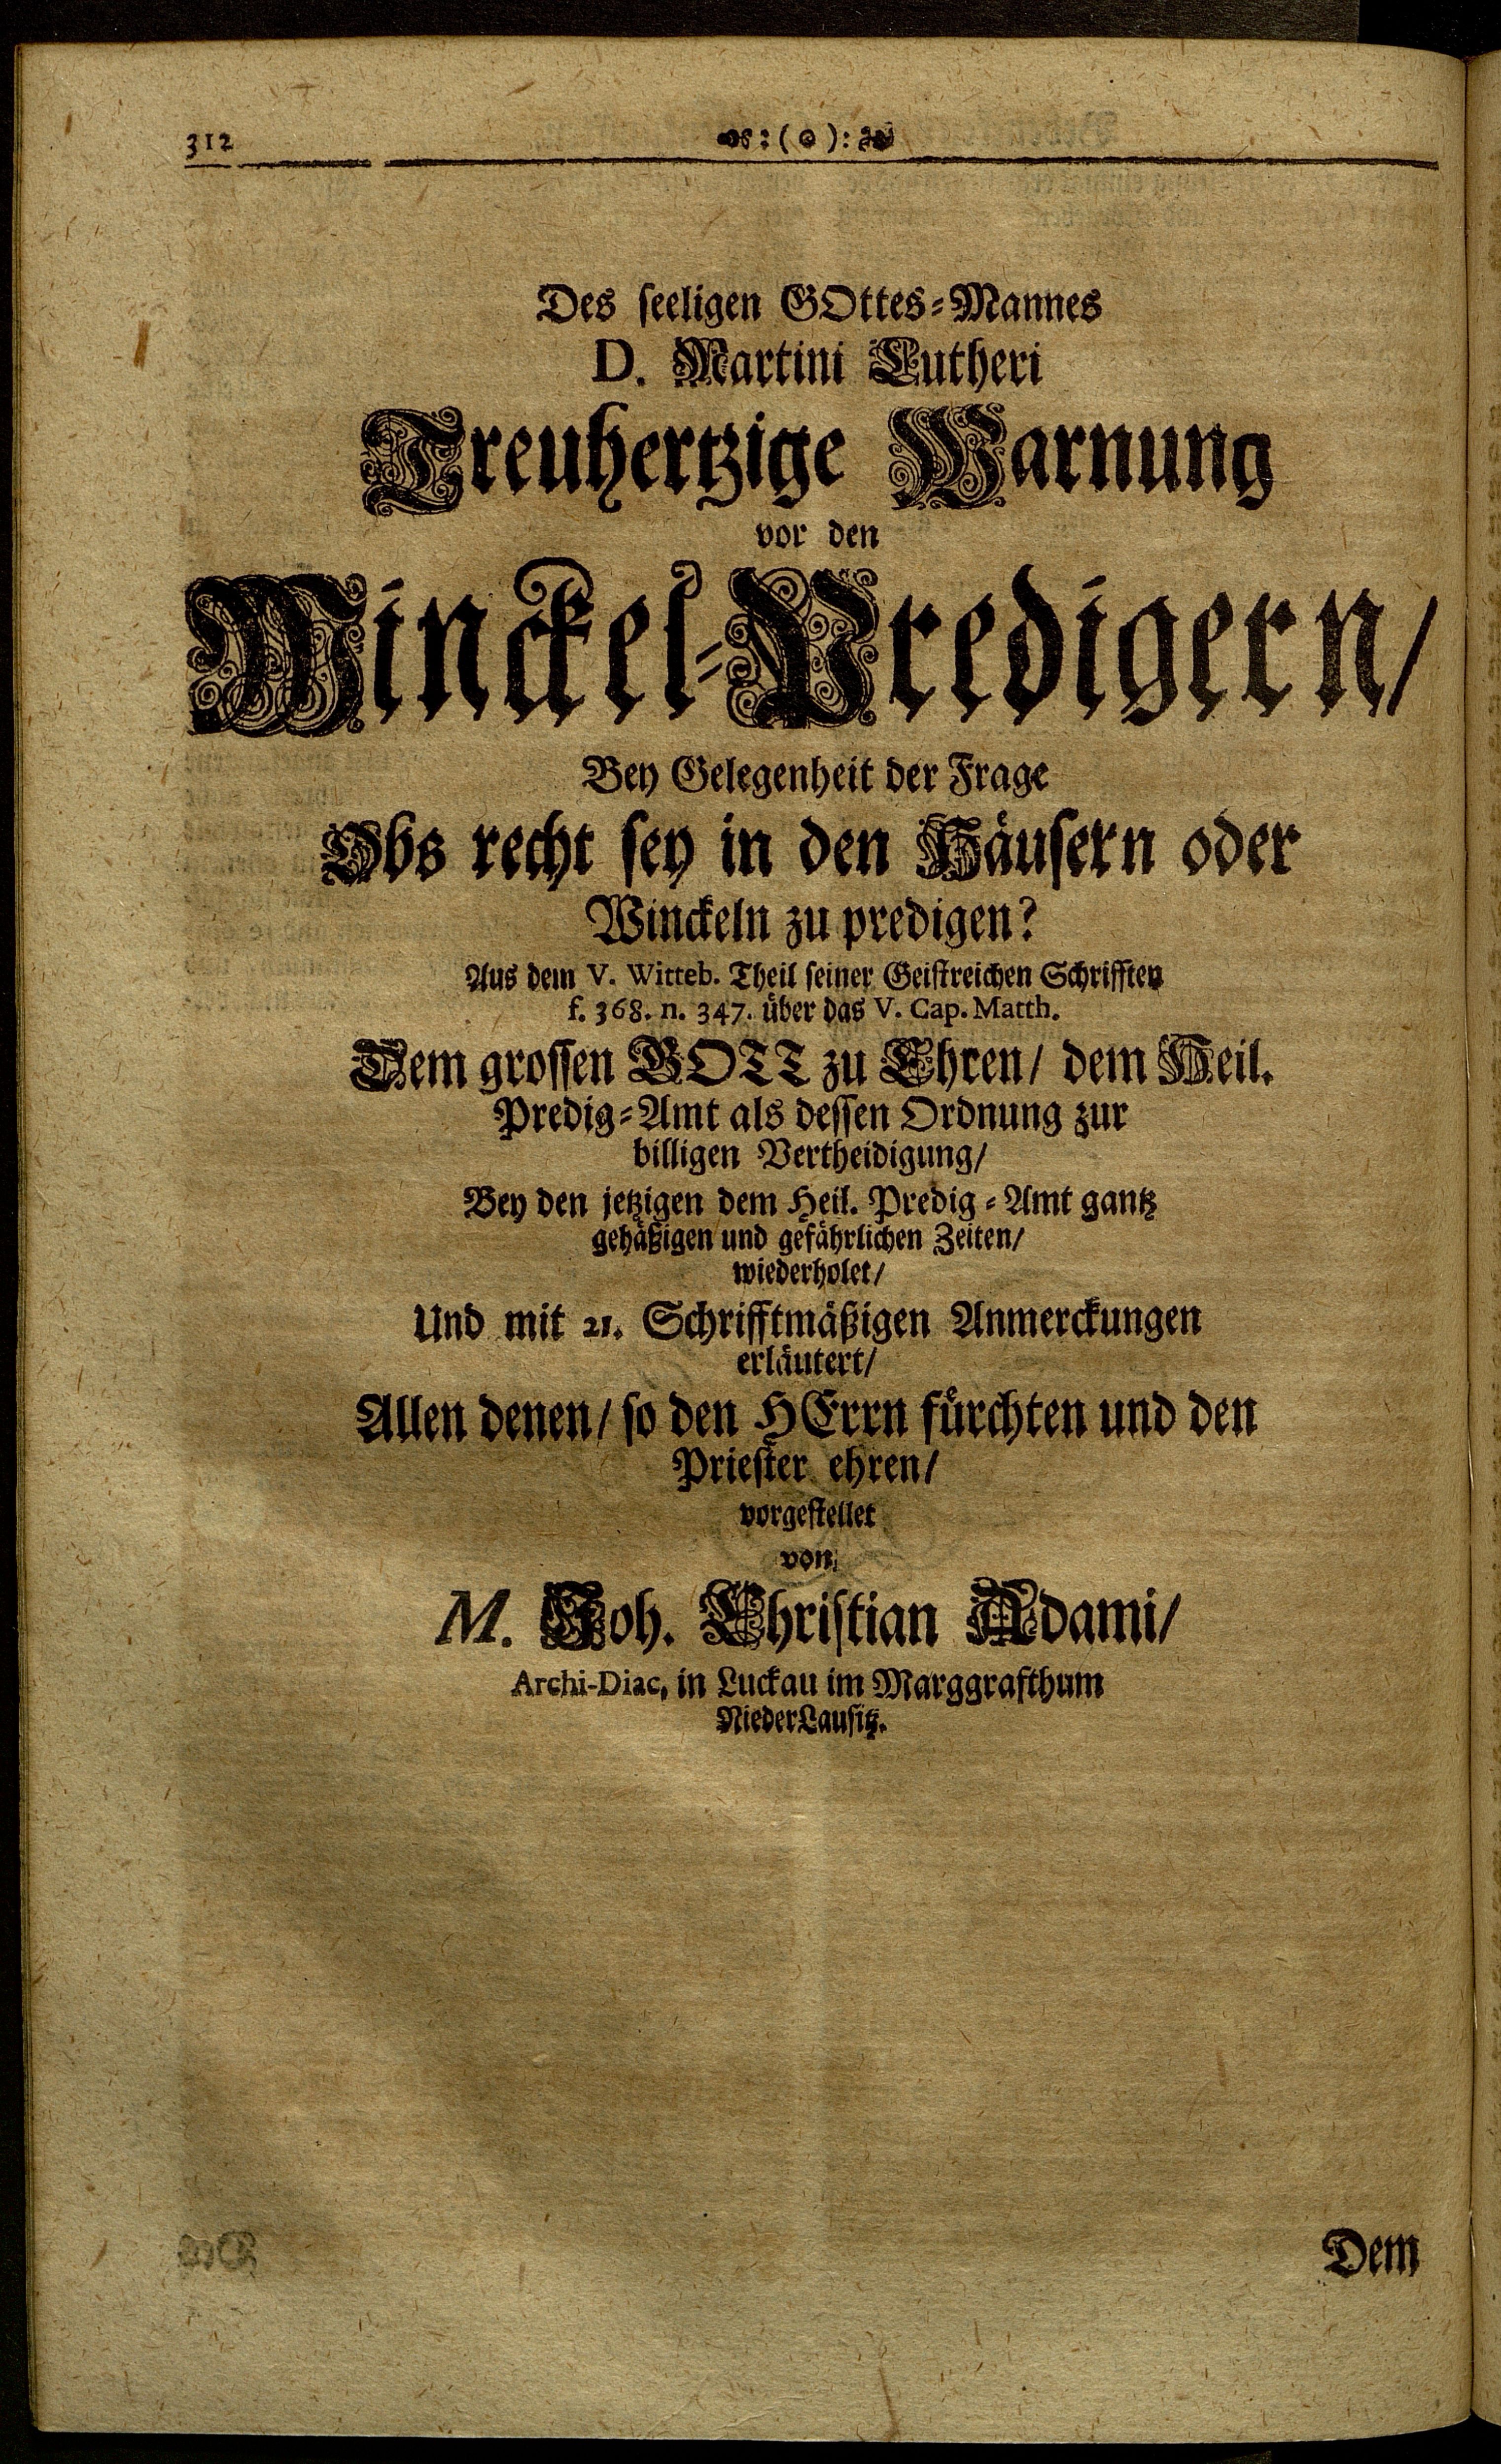 312
:(o):
Des seeligen GOttes-Mannes
D. Martini Lutheri
Treuhertzige Warnung
vor den
Winckel-Predigern/
Bey Gelegenheit der Frage
Obs recht sey in den Häusern oder
Winckeln zu predigen?
Aus dem V. Witteb. Theil seiner Geistreichen Schrifften
f. 368. n. 347. über das V. Cap. Matth.
Dem grossen GOTT zu Ehren/ dem Heil.
Predig-Amt als dessen Ordnung zur
billigen Vertheidigung/
Bey den jetzigen dem Heil. Predig-Amt gantz
gehäßigen und gefährlichen Zeiten/
wiederholet/
Und mit 21. Schrifftmäßigen Anmerckungen
erläutert/
Allen denen/ so den HErrn fürchten und den
Priester ehren/
vorgestellet
von
M. Joh. Christian Adami/
Archi-Diac, in Luckau im Marggrafthum
NiederLausitz.
Dem